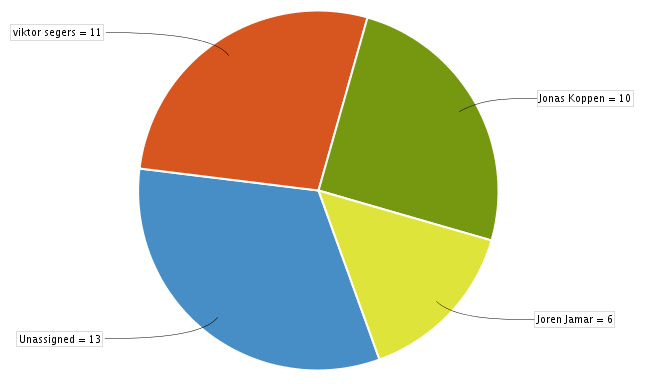 viktor segers = 11
Jonas Koppen = 10
Joren Jamar = 6
Unassigned = 13